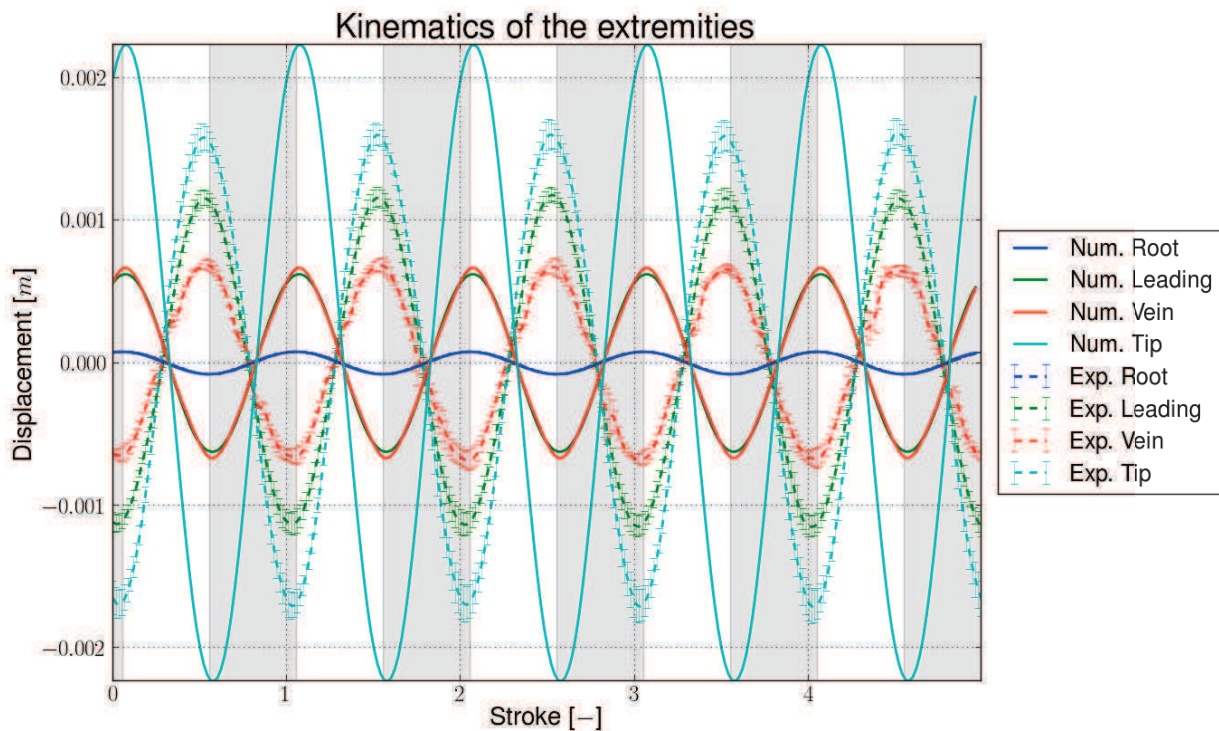 Kinematics of the extremities
0.002
0.001
0.000
−0.001
−0.002
Displacement [m]
0
1
2
3
4
Stroke [−]
Num. Root
Num. Leading
Num. Vein
Num. Tip
Exp. Root
Exp. Leading
Exp. Vein
Exp. Tip